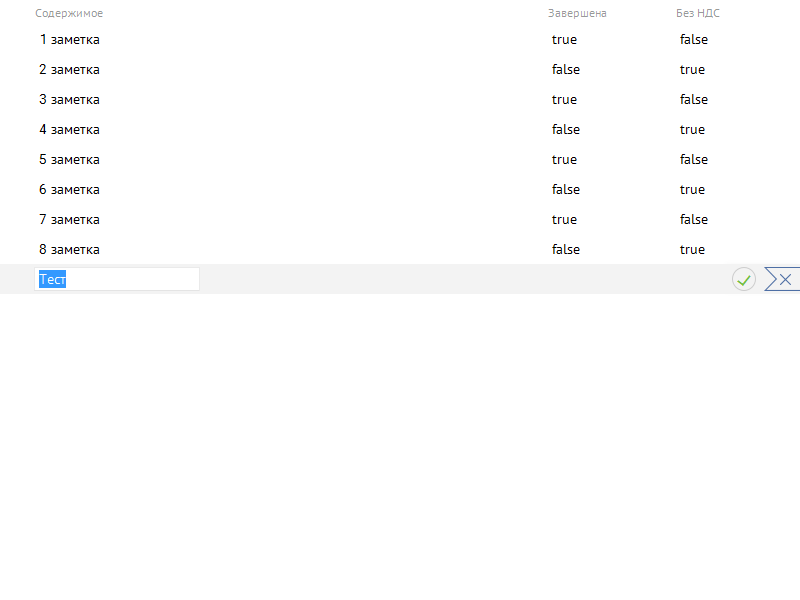 Содержимое Завершена Без НДС
1 заметка true false
2 заметка false true
3 заметка true false
4 заметка false true
5 заметка true false
6 заметка false true
7 заметка true false
8 заметка false true
Тест